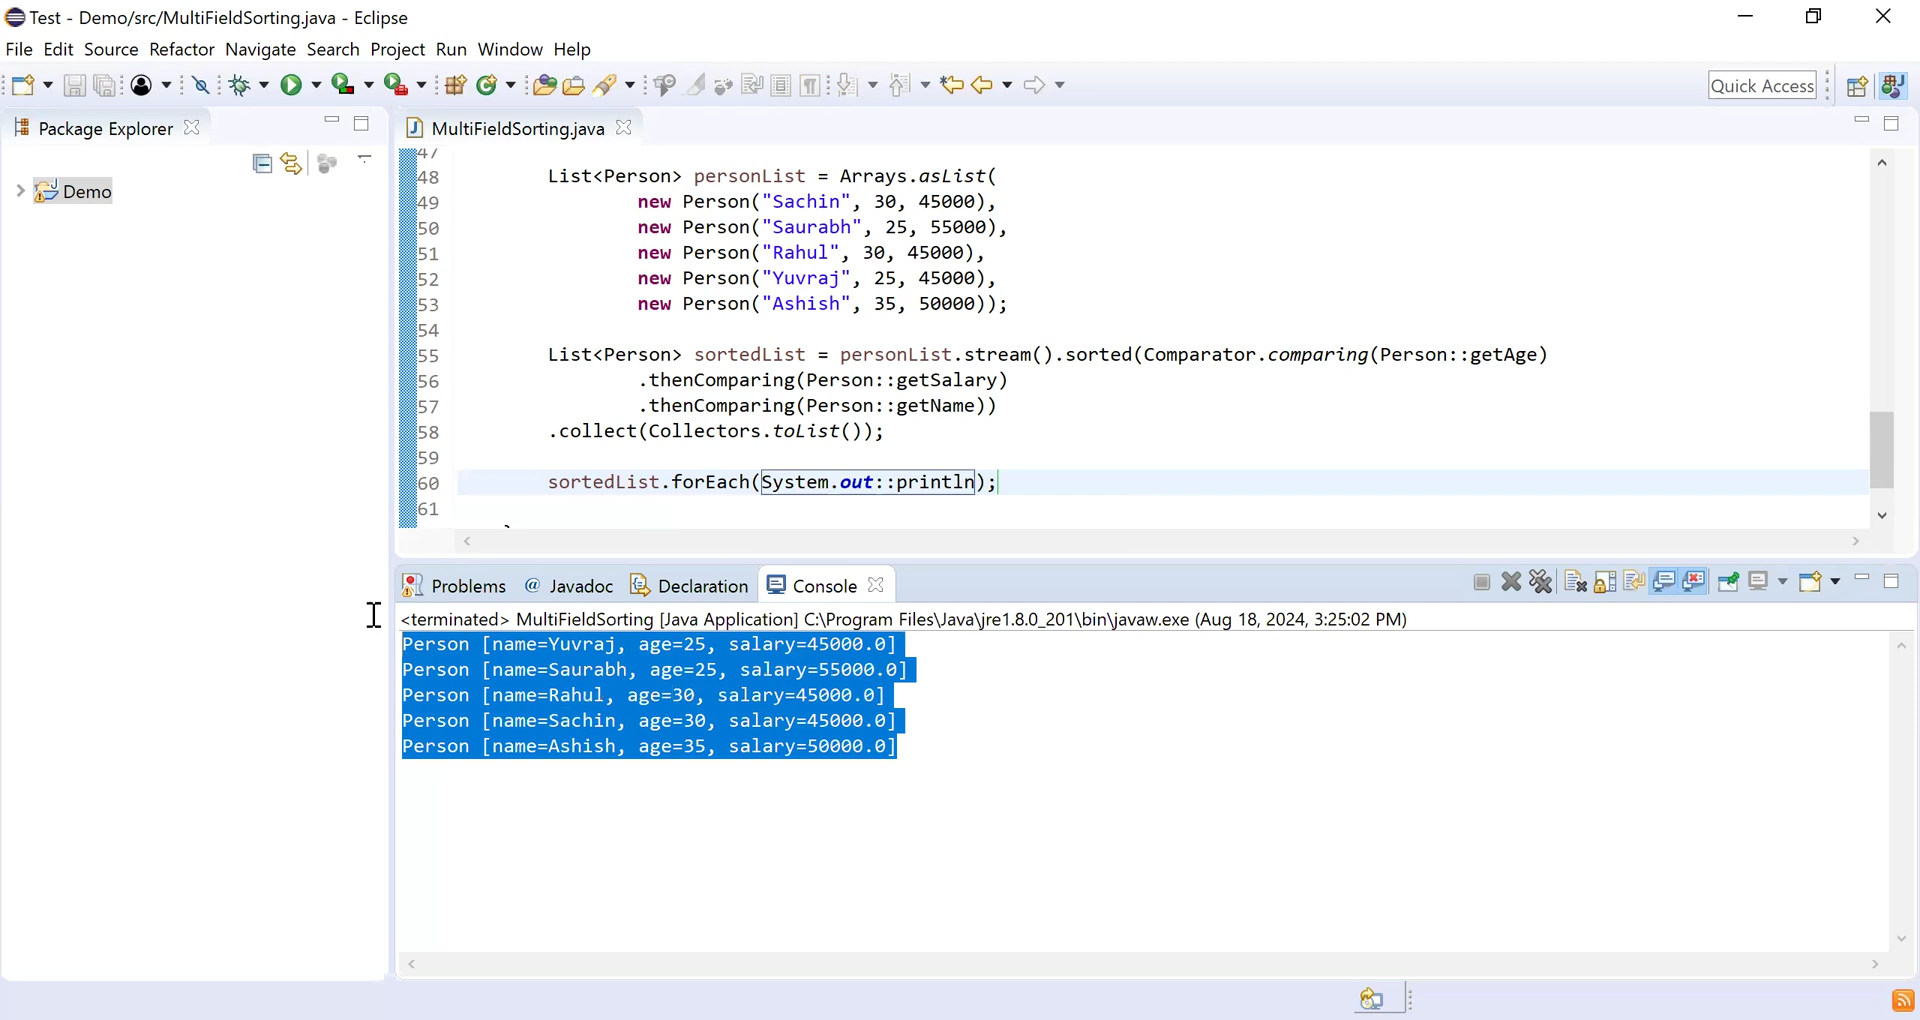 Test - Demo/src/MultiFieldSorting.java - Eclipse
File Edit Source Refactor Navigate Search Project Run Window Help
Quick Access
Package Explorer
Demo
MultiFieldSorting.java
47
48 List<Person> personList = Arrays.asList(
49 new Person("Sachin", 30, 45000),
50 new Person("Saurabh", 25, 55000),
51 new Person("Rahul", 30, 45000),
52 new Person("Yuvraj", 25, 45000),
53 new Person("Ashish", 35, 50000));
54
55 List<Person> sortedList = personList.stream().sorted(Comparator.comparing(Person::getAge)
56 .thenComparing(Person::getSalary)
57 .thenComparing(Person::getName))
58 .collect(Collectors.toList());
59
60 sortedList.forEach(System.out::println);
61
Problems @ Javadoc Declaration Console
<terminated> MultiFieldSorting [Java Application] C:\Program Files\Java\jre1.8.0_201\bin\javaw.exe (Aug 18, 2024, 3:25:02 PM)
Person [name=Yuvraj, age=25, salary=45000.0]
Person [name=Saurabh, age=25, salary=55000.0]
Person [name=Rahul, age=30, salary=45000.0]
Person [name=Sachin, age=30, salary=45000.0]
Person [name=Ashish, age=35, salary=50000.0]